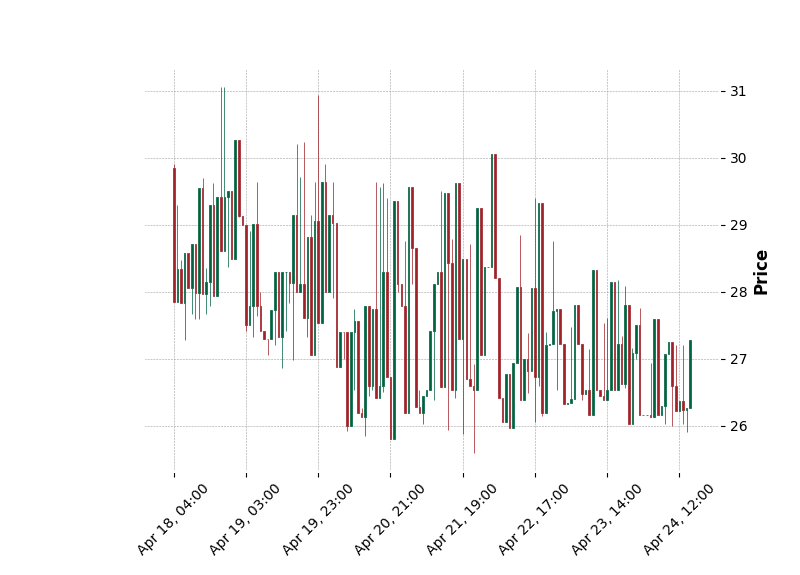 31
30
29
28
27
26
Price
Apr 18, 04:00
Apr 19, 03:00
Apr 19, 23:00
Apr 20, 21:00
Apr 21, 19:00
Apr 22, 17:00
Apr 23, 14:00
Apr 24, 12:00